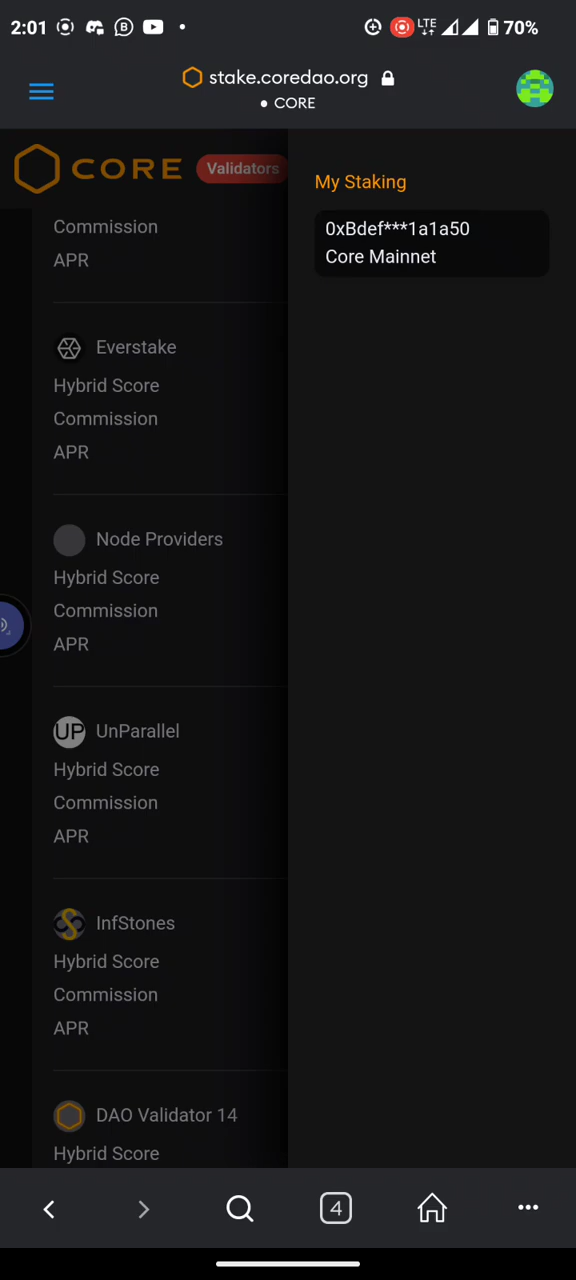 2:01
LTE
70%
stake.coredao.org
CORE
CORE
Validators
My Staking
0xBdef***1a1a50
Core Mainnet
Commission
APR
Everstake
Hybrid Score
Commission
APR
Node Providers
Hybrid Score
Commission
APR
UP UnParallel
Hybrid Score
Commission
APR
InfStones
Hybrid Score
Commission
APR
DAO Validator 14
Hybrid Score
4